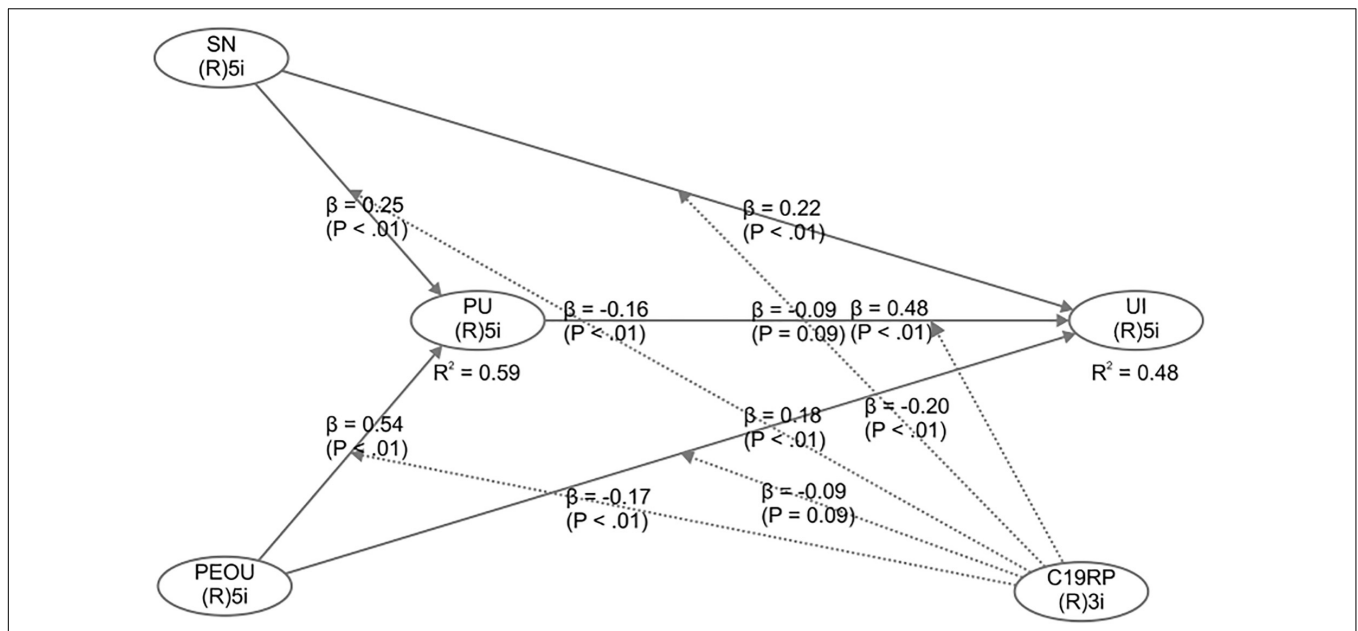 SN
(R)5i
β = 0.25
(P < .01)
β = 0.22
(P < .01)
PU
(R)5i
R² = 0.59
β = -0.16
(P < .01)
β = -0.09
(P = 0.09)
β = 0.48
(P < .01)
UI
(R)5i
R² = 0.48
β = 0.54
(P < .01)
β = 0.18
(P < .01)
β = -0.20
(P < .01)
β = -0.17
(P < .01)
β = -0.09
(P = 0.09)
PEOU
(R)5i
C19RP
(R)3i